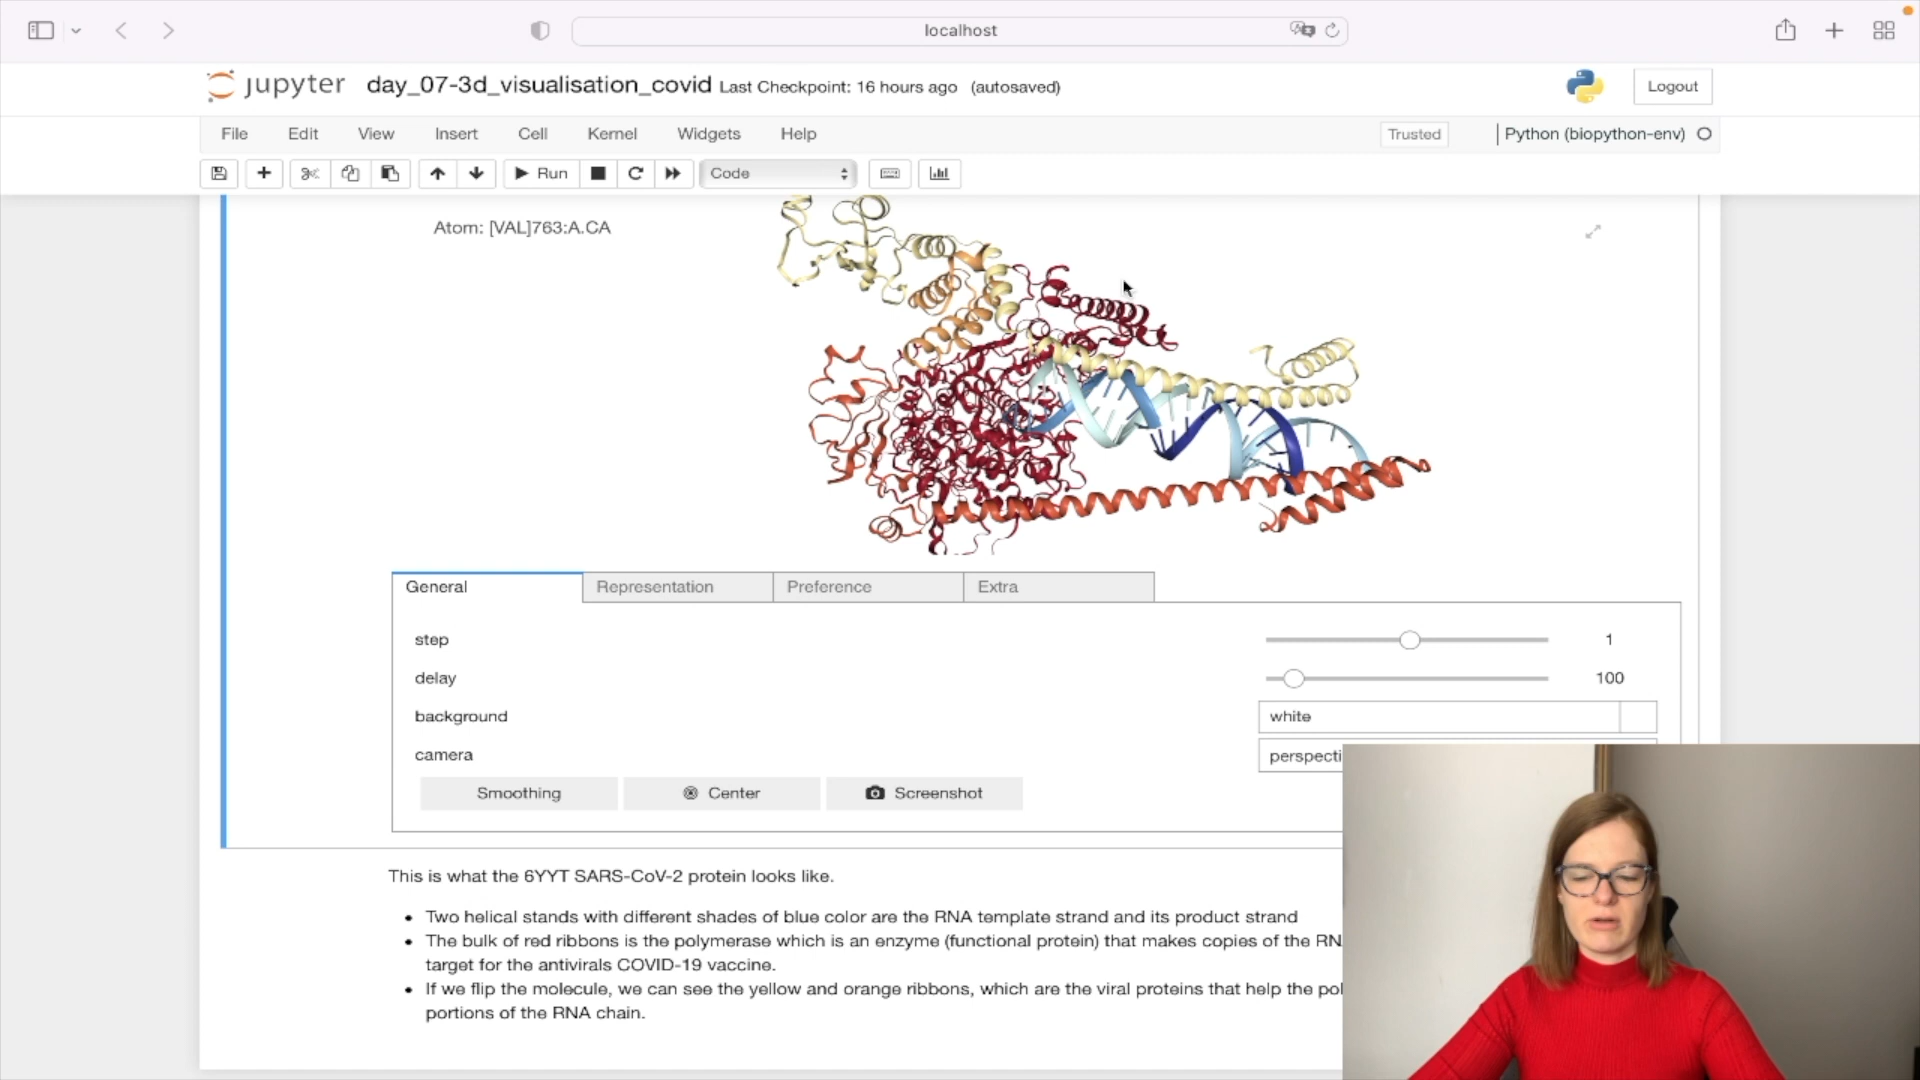 localhost
jupyter day_07-3d_visualisation_covid Last Checkpoint: 16 hours ago (autosaved)
Logout
File Edit View Insert Cell Kernel Widgets Help
Trusted
Python (biopython-env)
Run
Code
Atom: [VAL]763:A.CA
General Representation Preference Extra
step 1
delay 100
background white
camera perspecti
Smoothing Center Screenshot
This is what the 6YYT SARS-CoV-2 protein looks like.
• Two helical stands with different shades of blue color are the RNA template strand and its product strand
• The bulk of red ribbons is the polymerase which is an enzyme (functional protein) that makes copies of the RN
target for the antivirals COVID-19 vaccine.
• If we flip the molecule, we can see the yellow and orange ribbons, which are the viral proteins that help the pol
portions of the RNA chain.